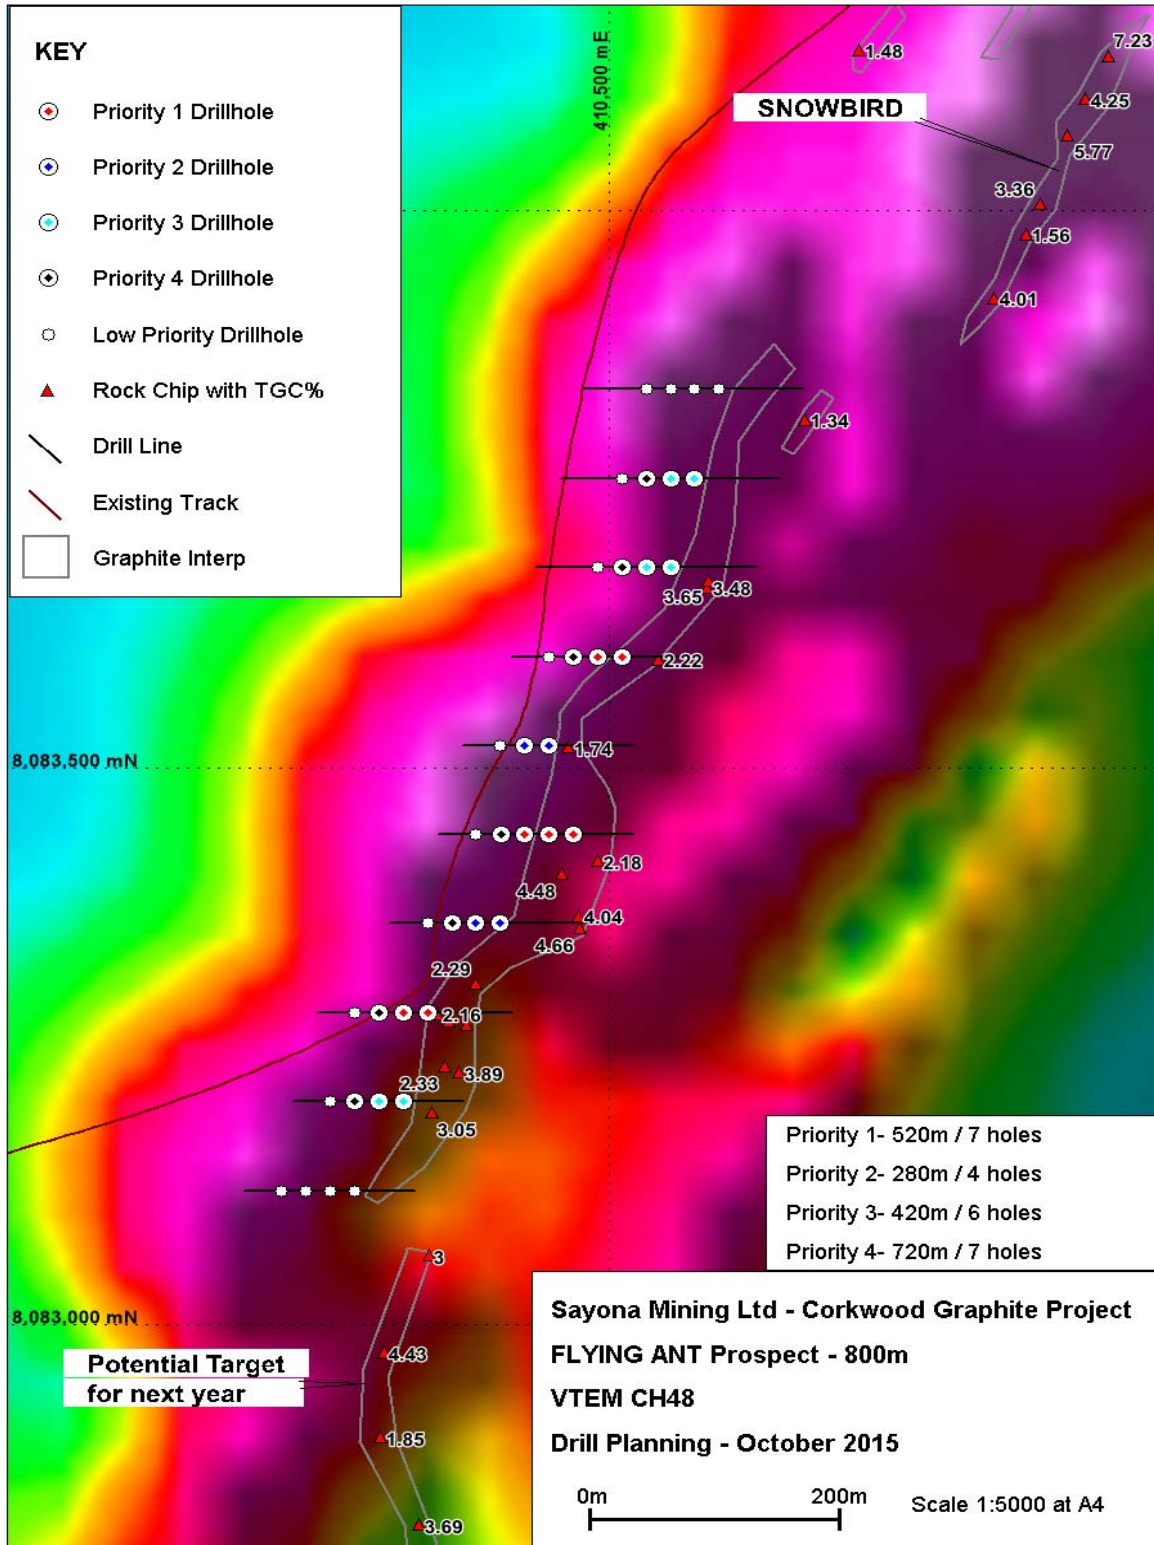 KEY
Priority 1 Drillhole
Priority 2 Drillhole
Priority 3 Drillhole
Priority 4 Drillhole
Low Priority Drillhole
Rock Chip with TGC%
Drill Line
Existing Track
Graphite Interp
410,500 mE
1.48
7.23
SNOWBIRD
4.25
5.77
3.36
1.56
4.01
1.34
3.65
3.48
2.22
8,083,500 mN
1.74
2.18
4.48
4.04
4.66
2.29
2.16
2.33
3.89
3.05
3
8,083,000 mN
Potential Target
for next year
4.43
1.85
3.69
Priority 1- 520m / 7 holes
Priority 2- 280m / 4 holes
Priority 3- 420m / 6 holes
Priority 4- 720m / 7 holes
Sayona Mining Ltd - Corkwood Graphite Project
FLYING ANT Prospect - 800m
VTEM CH48
Drill Planning - October 2015
0m
200m
Scale 1:5000 at A4